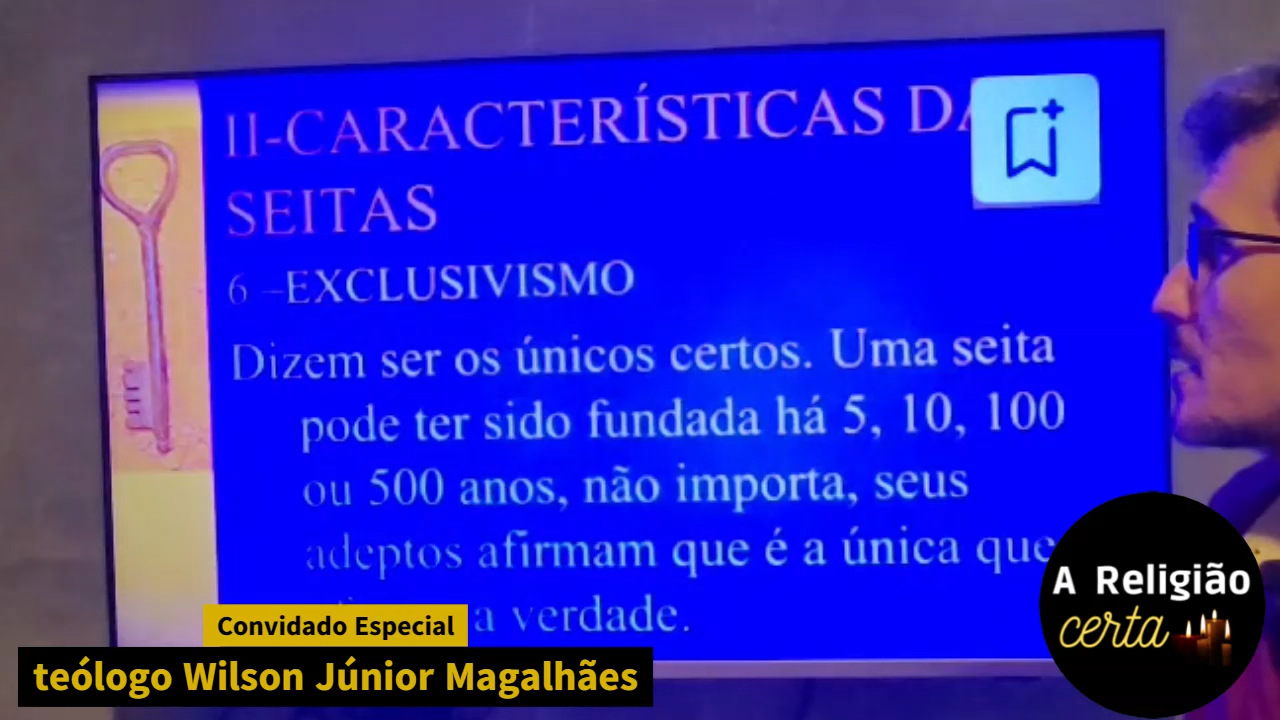 II-CARACTERÍSTICAS DA
SEITAS
6 –EXCLUSIVISMO
Dizem ser os únicos certos. Uma seita
pode ter sido fundada há 5, 10, 100
ou 500 anos, não importa, seus
adeptos afirmam que é a única que
a verdade.
Convidado Especial
teólogo Wilson Júnior Magalhães
A Religião
certa